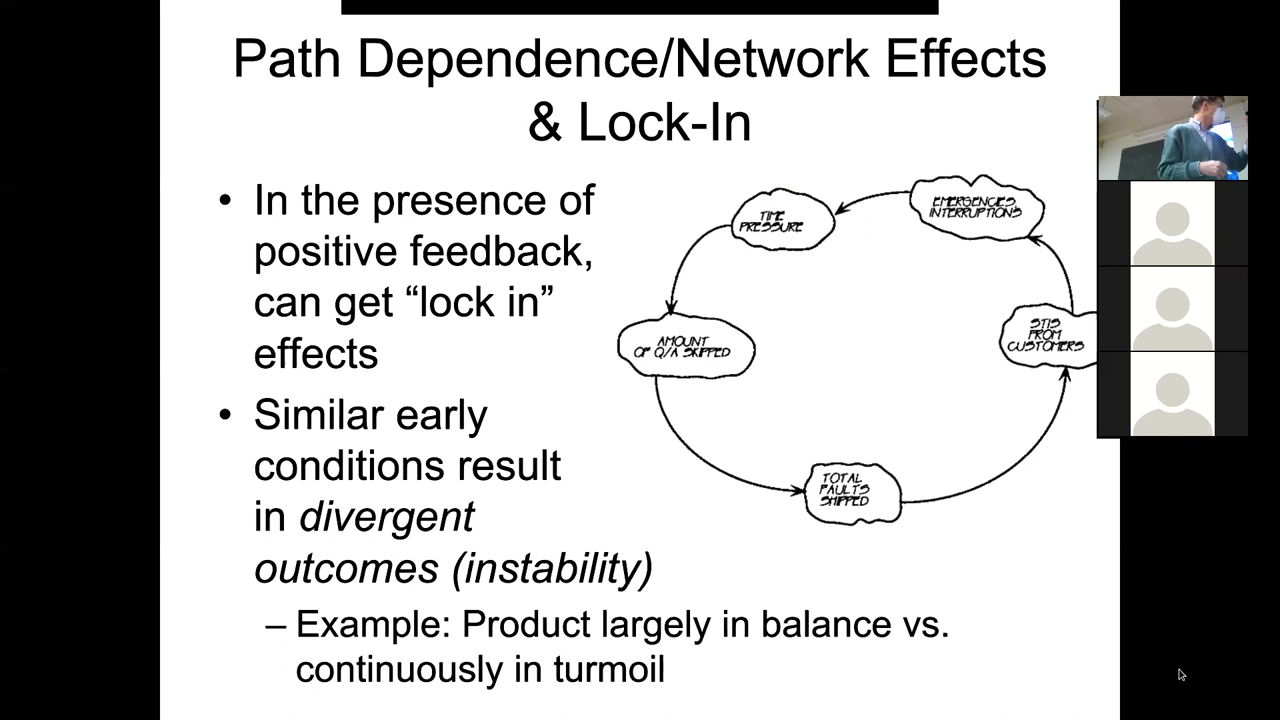 Path Dependence/Network Effects
& Lock-In
• In the presence of
positive feedback,
can get “lock in”
effects
• Similar early
conditions result
in divergent
outcomes (instability)
– Example: Product largely in balance vs.
continuously in turmoil
TIME
PRESSURE
EMERGENCIES,
INTERRUPTIONS
AMOUNT
OF Q/A SKIPPED
STIS
FROM
CUSTOMERS
TOTAL
FAULTS
SHIPPED